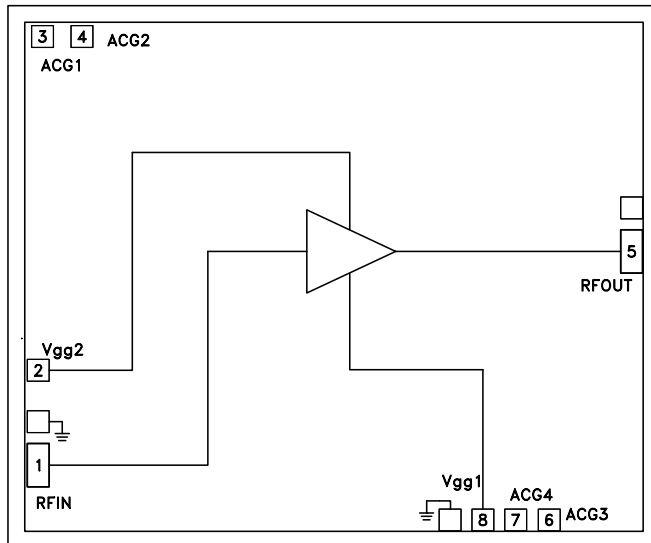 3 4 ACG2
ACG1
5
RFOUT
Vgg2
2
1
RFIN
Vgg1 ACG4
8 7 6 ACG3